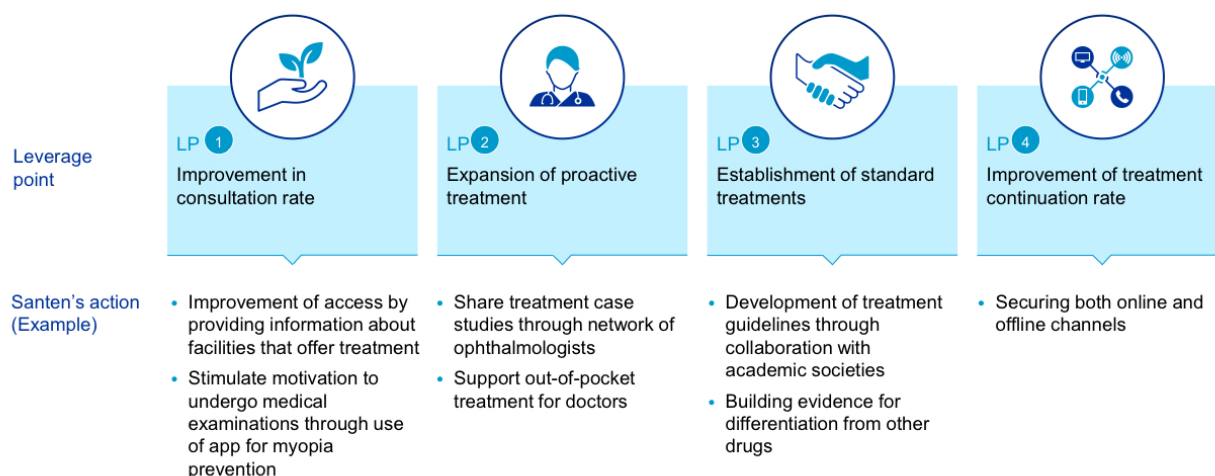 Leverage
point
LP 1
Improvement in
consultation rate
LP 2
Expansion of proactive
treatment
LP 3
Establishment of standard
treatments
LP 4
Improvement of treatment
continuation rate
Santen's action
(Example)
• Improvement of access by
providing information about
facilities that offer treatment
• Stimulate motivation to
undergo medical
examinations through use
of app for myopia
prevention
• Share treatment case
studies through network of
ophthalmologists
• Support out-of-pocket
treatment for doctors
• Development of treatment
guidelines through
collaboration with
academic societies
• Building evidence for
differentiation from other
drugs
• Securing both online and
offline channels